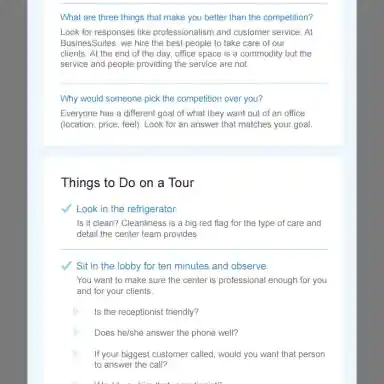 What are three things that make you better than the competition?
Look for responses like professionalism and customer service. At
BusinesSuites, we hire the best people to take care of our
clients. At the end of the day, office space is a commodity but the
service and people providing the service are not.
Why would someone pick the competition over you?
Everyone has a different goal of what they want out of an office
(location, price, feel). Look for an answer that matches your goal.
Things to Do on a Tour
Look in the refrigerator.
Is it clean? Cleanliness is a big red flag for the type of care and
detail the center team provides
Sit in the lobby for ten minutes and observe.
You want to make sure the center is professional enough for you
and for your clients.
Is the receptionist friendly?
Does he/she answer the phone well?
If your biggest customer called, would you want that person
to answer the call?